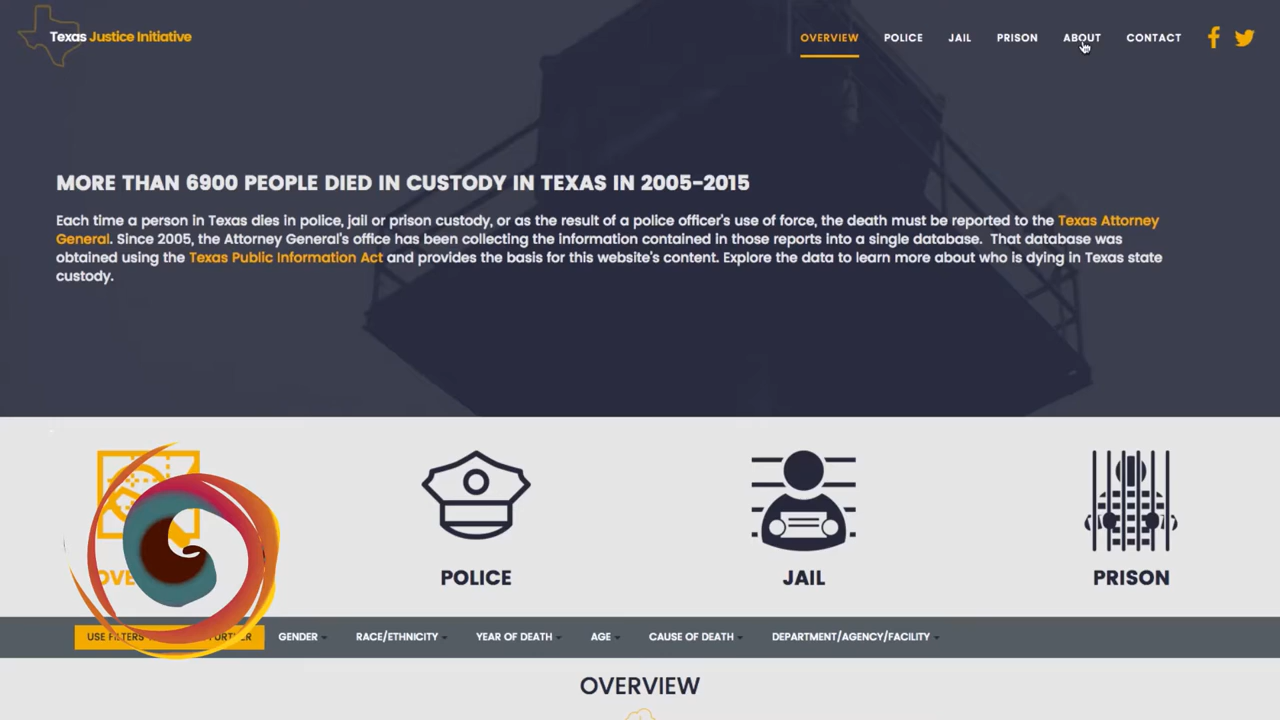 Texas Justice Initiative
OVERVIEW POLICE JAIL PRISON ABOUT CONTACT
MORE THAN 6900 PEOPLE DIED IN CUSTODY IN TEXAS IN 2005-2015
Each time a person in Texas dies in police, jail or prison custody, or as the result of a police officer's use of force, the death must be reported to the Texas Attorney
General. Since 2005, the Attorney General's office has been collecting the information contained in those reports into a single database. That database was
obtained using the Texas Public Information Act and provides the basis for this website's content. Explore the data to learn more about who is dying in Texas state
custody.
POLICE JAIL PRISON
USE FILTERS GENDER RACE/ETHNICITY YEAR OF DEATH AGE CAUSE OF DEATH DEPARTMENT/AGENCY/FACILITY
OVERVIEW